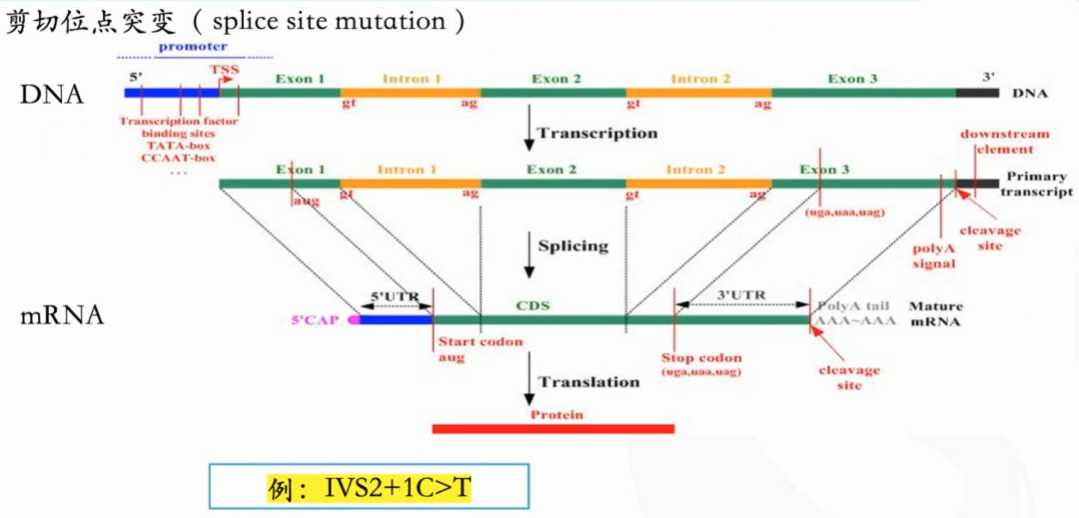 剪切位点突变（splice site mutation）
promoter
5' TSS Exon 1 Intron 1 Exon 2 Intron 2 Exon 3 3'
DNA DNA
gt ag gt ag
Transcription factor
binding sites
TATA-box
CCAAT-box
...
Transcription
downstream
element
Exon 1 Intron 1 Exon 2 Intron 2 Exon 3
Primary
transcript
aug gt ag gt ag (uga,uaa,uag)
cleavage
site
polyA
signal
Splicing
mRNA
5'UTR CDS 3'UTR PolyA tail
5'CAP AAA~AAA
Mature
mRNA
Start codon
aug
Stop codon
(uga,uaa,uag)
cleavage
site
Translation
Protein
例：IVS2+1C>T